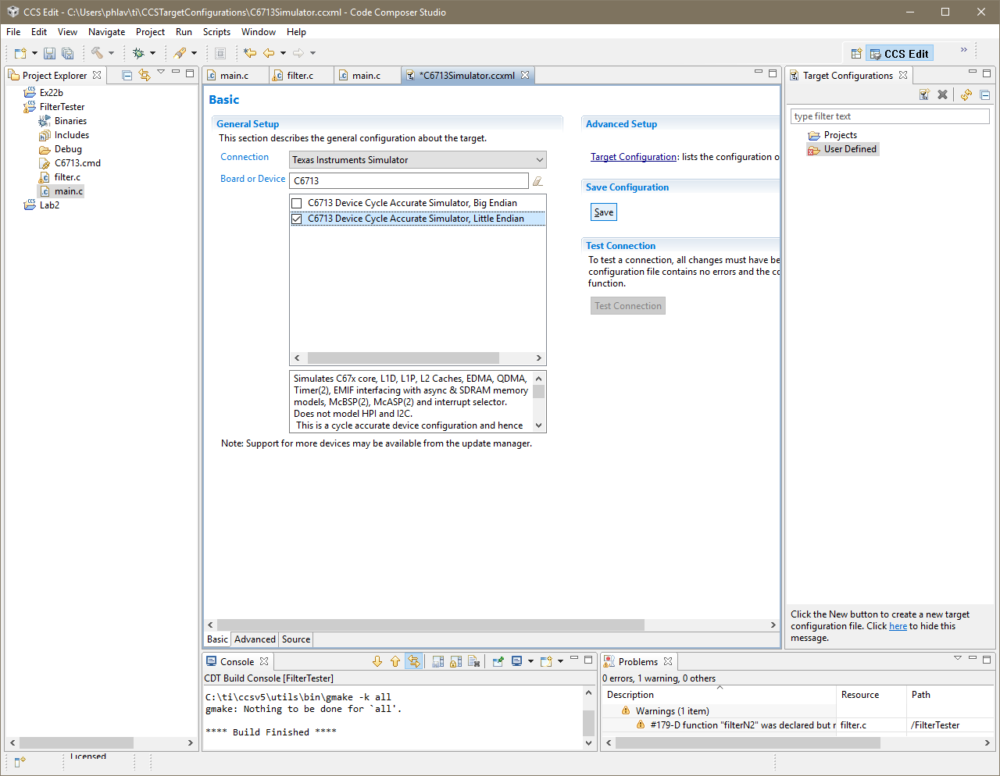 CCS Edit - C:\Users\phlav\ti\CCSTargetConfigurations\C6713Simulator.ccxml - Code Composer Studio
File Edit View Navigate Project Run Scripts Window Help
CCS Edit
Project Explorer
Ex22b
FilterTester
Binaries
Includes
Debug
C6713.cmd
filter.c
main.c
Lab2
main.c
filter.c
main.c
*C6713Simulator.ccxml
Basic
General Setup
This section describes the general configuration about the target.
Connection
Texas Instruments Simulator
Board or Device
C6713
C6713 Device Cycle Accurate Simulator, Big Endian
C6713 Device Cycle Accurate Simulator, Little Endian
Simulates C67x core, L1D, L1P, L2 Caches, EDMA, QDMA,
Timer(2), EMIF interfacing with async & SDRAM memory
models, McBSP(2), McASP(2) and interrupt selector.
Does not model HPI and I2C.
This is a cycle accurate device configuration and hence
Note: Support for more devices may be available from the update manager.
Advanced Setup
Target Configuration: lists the configuration o
Save Configuration
Save
Test Connection
To test a connection, all changes must have be
configuration file contains no errors and the co
function.
Test Connection
Basic Advanced Source
Target Configurations
type filter text
Projects
User Defined
Click the New button to create a new target
configuration file. Click here to hide this
message.
Console
CDT Build Console [FilterTester]
C:\ti\ccsv5\utils\bin\gmake -k all
gmake: Nothing to be done for `all'.
**** Build Finished ****
Problems
0 errors, 1 warning, 0 others
Description Resource Path
Warnings (1 item)
#179-D function "filterN2" was declared but r filter.c /FilterTester
Licensed